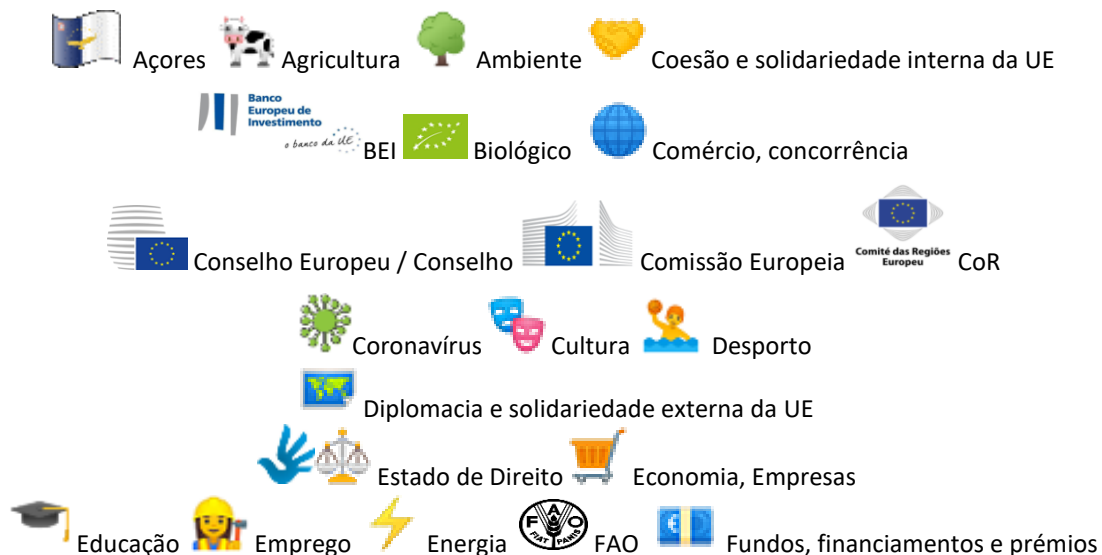 Açores Agricultura Ambiente Coesão e solidariedade interna da UE
Banco
Europeu de
Investimento
o banco da UE
BEI Biológico Comércio, concorrência
Conselho Europeu / Conselho Comissão Europeia Comité das Regiões
Europeu
CoR
Coronavírus Cultura Desporto
Diplomacia e solidariedade externa da UE
Estado de Direito Economia, Empresas
Educação Emprego Energia F A O FIAT PANIS FAO Fundos, financiamentos e prémios